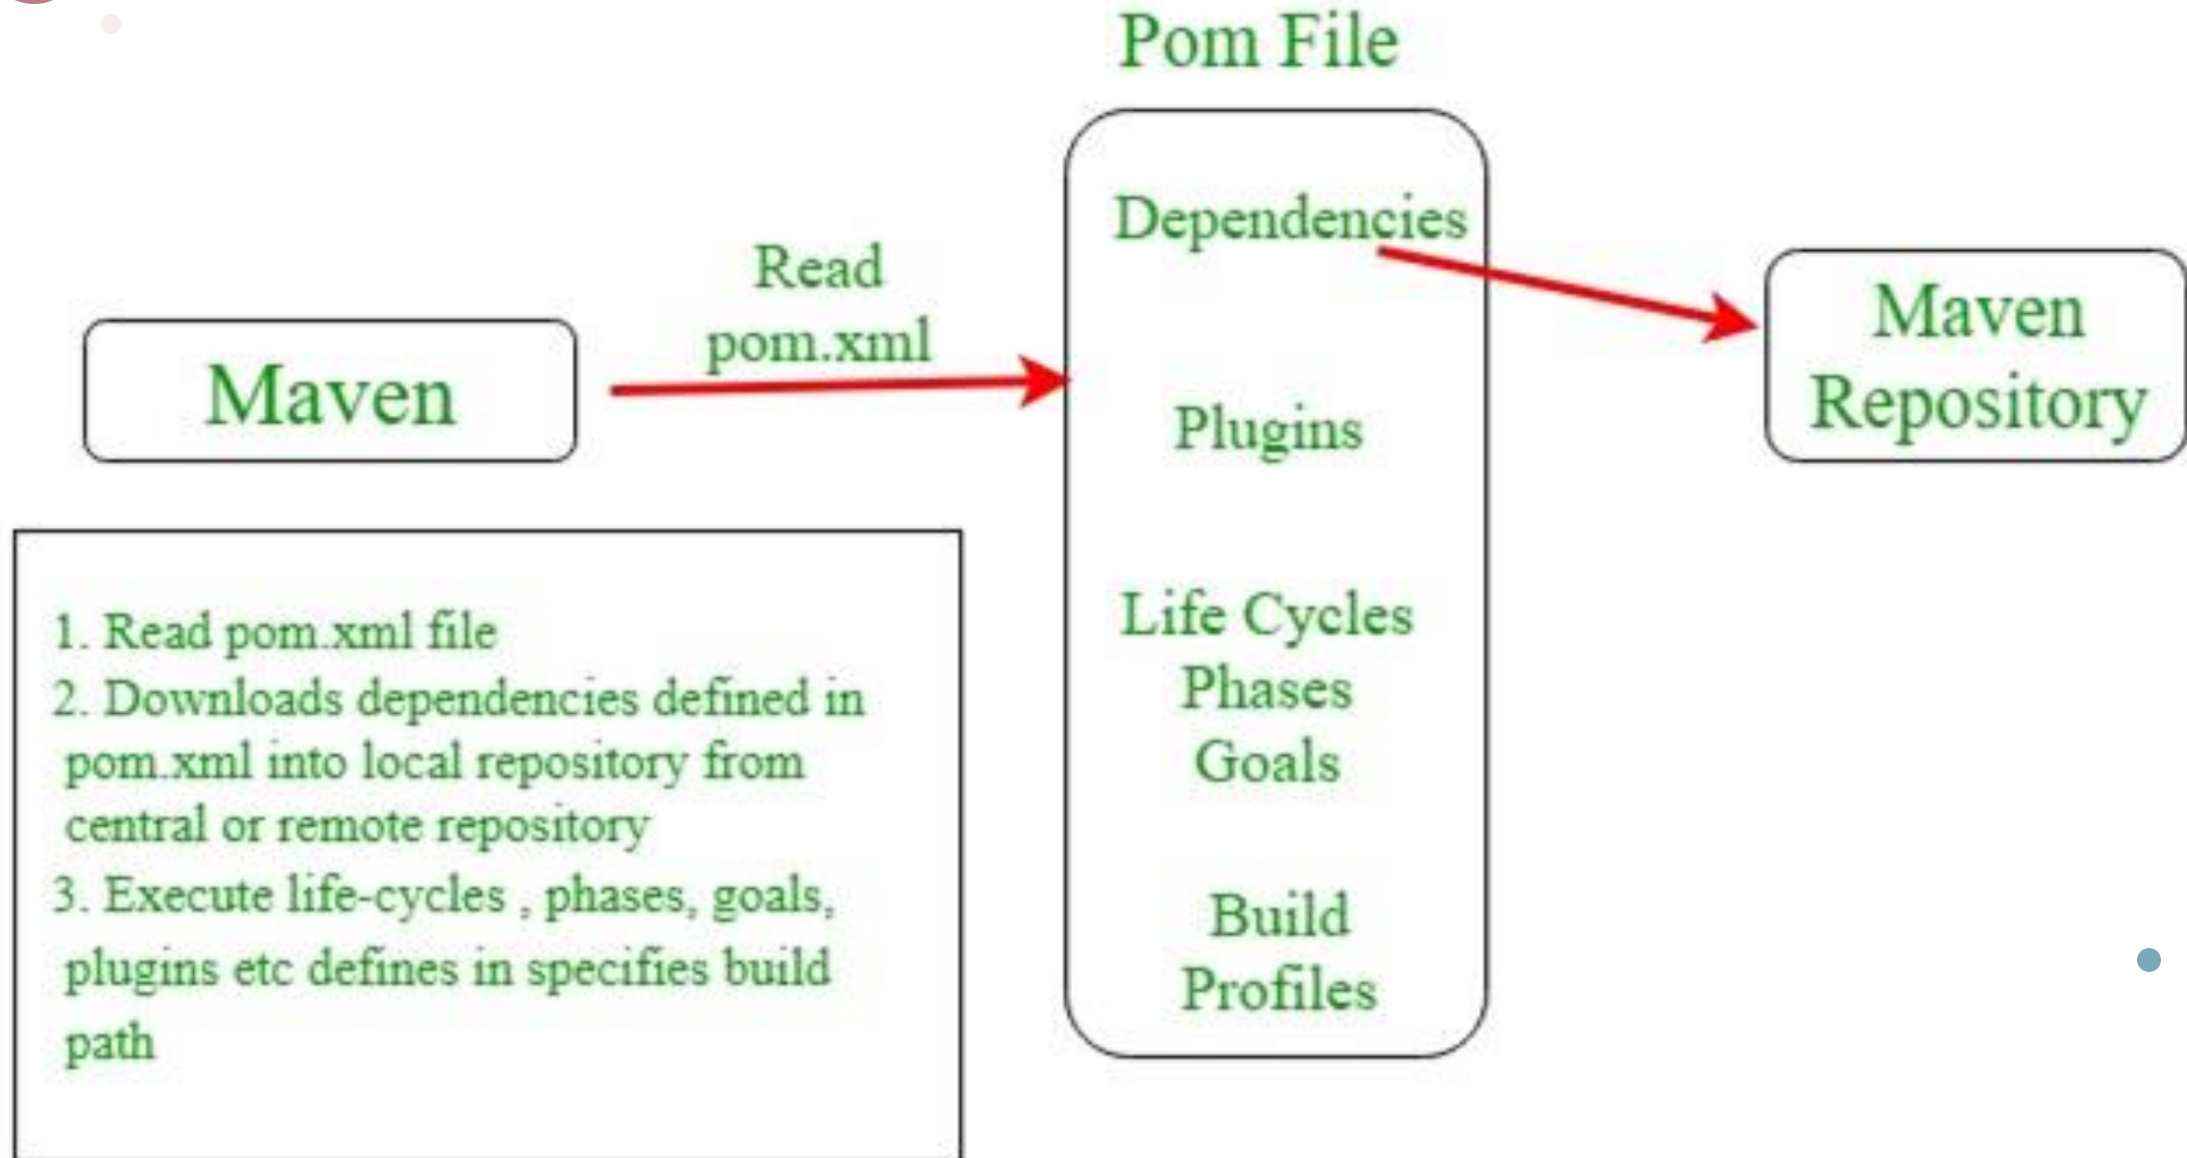 Pom File
Dependencies
Read
pom.xml
Maven
Maven
Repository
Plugins
1. Read pom.xml file
2. Downloads dependencies defined in
pom.xml into local repository from
central or remote repository
3. Execute life-cycles , phases, goals,
plugins etc defines in specifies build
path
Life Cycles
Phases
Goals
Build
Profiles